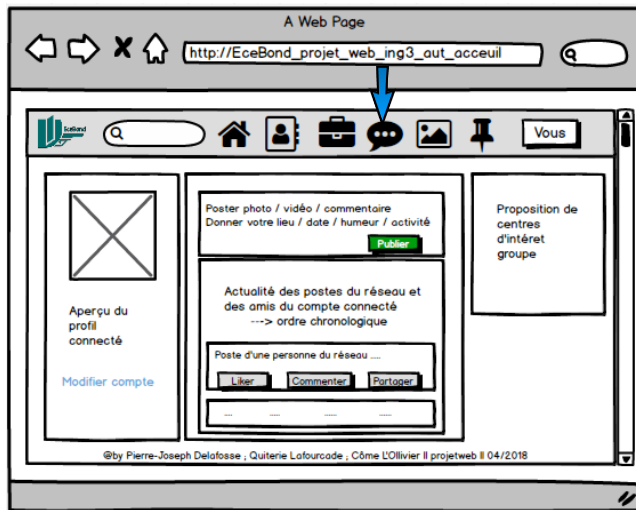 A Web Page
http://EceBond_projet_web_ing3_aut_acceuil
EceBond
Vous
Poster photo / vidéo / commentaire
Donner votre lieu / date / humeur / activité
Publier
Proposition de
centres
d'intéret
groupe
Actualité des postes du réseau et
des amis du compte connecté
---> ordre chronologique
Aperçu du
profil
connecté
Modifier compte
Poste d'une personne du réseau ....
Liker Commenter Partager
.... ..... ...... ......
@by Pierre-Joseph Delafosse ; Quiterie Lafourcade ; Côme L'Ollivier II projetweb II 04/2018